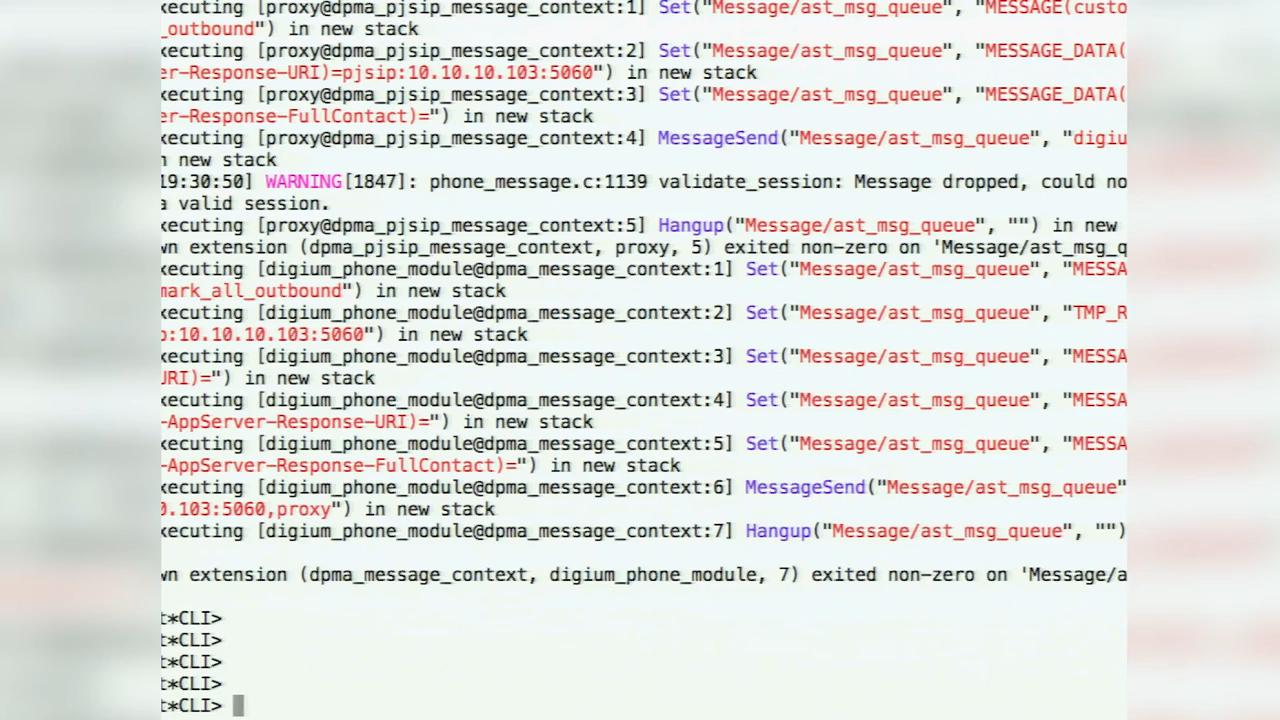 xecuting [proxy@dpma_pjsip_message_context:1] Set("Message/ast_msg_queue", "MESSAGE(custo
_outbound") in new stack
xecuting [proxy@dpma_pjsip_message_context:2] Set("Message/ast_msg_queue", "MESSAGE_DATA(
er-Response-URI)=pjsip:10.10.10.103:5060") in new stack
xecuting [proxy@dpma_pjsip_message_context:3] Set("Message/ast_msg_queue", "MESSAGE_DATA(
er-Response-FullContact)=") in new stack
xecuting [proxy@dpma_pjsip_message_context:4] MessageSend("Message/ast_msg_queue", "digiu
n new stack
19:30:50] WARNING[1847]: phone_message.c:1139 validate_session: Message dropped, could no
a valid session.
xecuting [proxy@dpma_pjsip_message_context:5] Hangup("Message/ast_msg_queue", "") in new
wn extension (dpma_pjsip_message_context, proxy, 5) exited non-zero on 'Message/ast_msg_q
xecuting [digium_phone_module@dpma_message_context:1] Set("Message/ast_msg_queue", "MESSA
mark_all_outbound") in new stack
xecuting [digium_phone_module@dpma_message_context:2] Set("Message/ast_msg_queue", "TMP_R
p:10.10.10.103:5060") in new stack
xecuting [digium_phone_module@dpma_message_context:3] Set("Message/ast_msg_queue", "MESSA
URI)=") in new stack
xecuting [digium_phone_module@dpma_message_context:4] Set("Message/ast_msg_queue", "MESSA
-AppServer-Response-URI)=") in new stack
xecuting [digium_phone_module@dpma_message_context:5] Set("Message/ast_msg_queue", "MESSA
-AppServer-Response-FullContact)=") in new stack
xecuting [digium_phone_module@dpma_message_context:6] MessageSend("Message/ast_msg_queue"
0.103:5060,proxy") in new stack
xecuting [digium_phone_module@dpma_message_context:7] Hangup("Message/ast_msg_queue", "")
wn extension (dpma_message_context, digium_phone_module, 7) exited non-zero on 'Message/a
t*CLI>
t*CLI>
t*CLI>
t*CLI>
t*CLI>